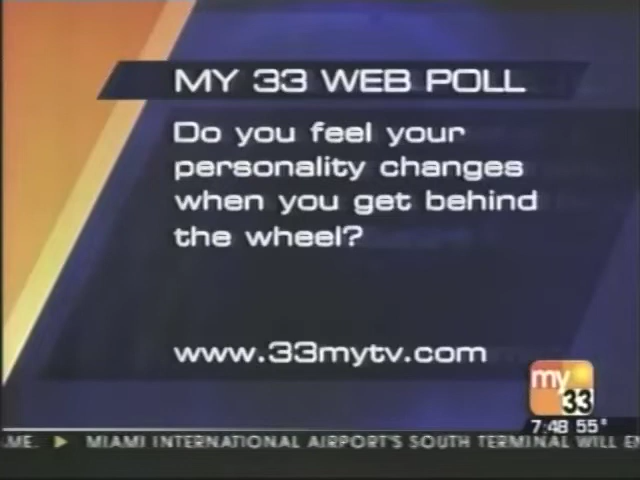 MY 33 WEB POLL
Do you feel your
personality changes
when you get behind
the wheel?
www.33mytv.com
my
33
7:48 55°
ME. ► MIAMI INTERNATIONAL AIRPORT'S SOUTH TERMINAL WILL